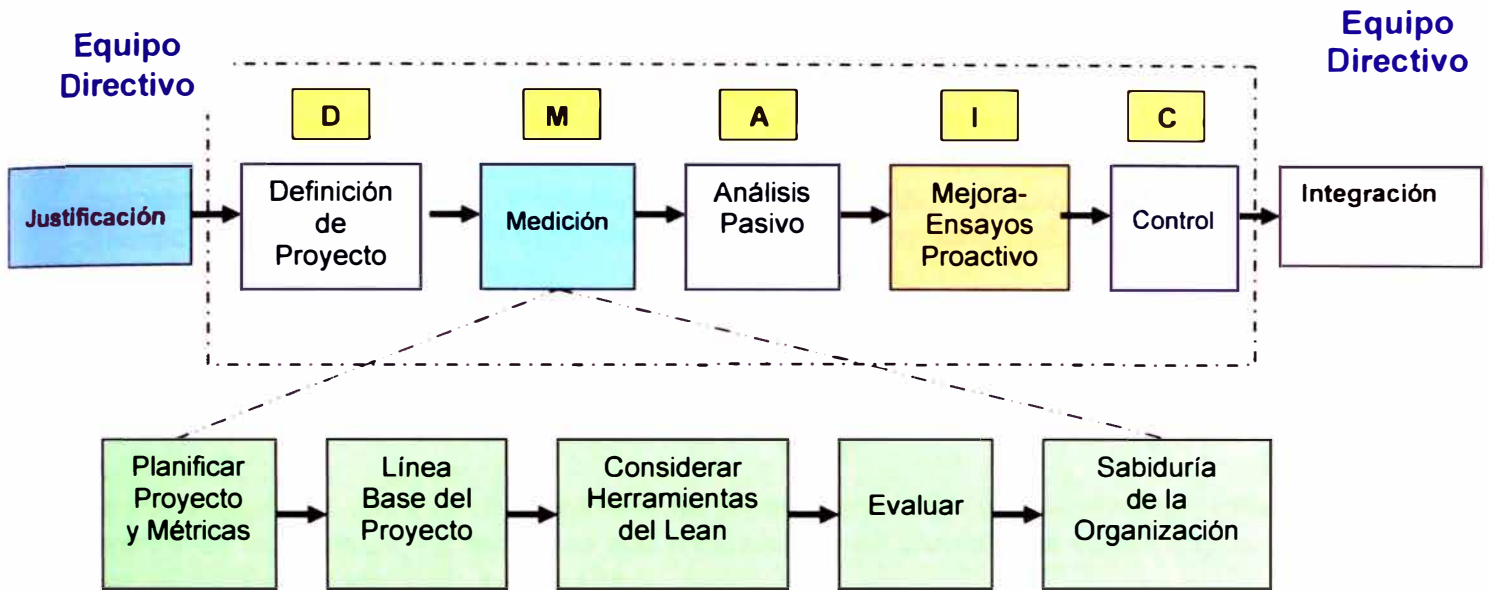 Equipo
Directivo
Equipo
Directivo
D
M
A
I
C
Justificación
Definición
de
Proyecto
Medición
Análisis
Pasivo
Mejora-
Ensayos
Proactivo
Control
Integración
Planificar
Proyecto
y Métricas
Línea
Base del
Proyecto
Considerar
Herramientas
del Lean
Evaluar
Sabiduría
de la
Organización